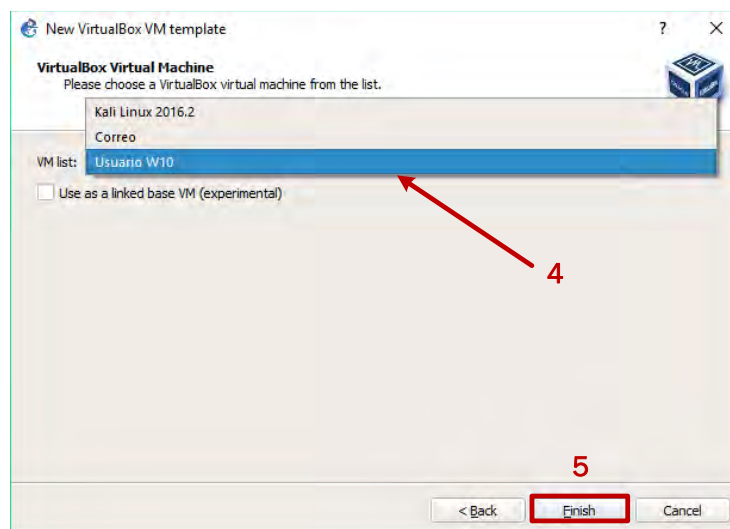 New VirtualBox VM template
VirtualBox Virtual Machine
Please choose a VirtualBox virtual machine from the list.
Kali Linux 2016.2
Correo
VM list: Usuario W10
Use as a linked base VM (experimental)
4
5
< Back Finish Cancel